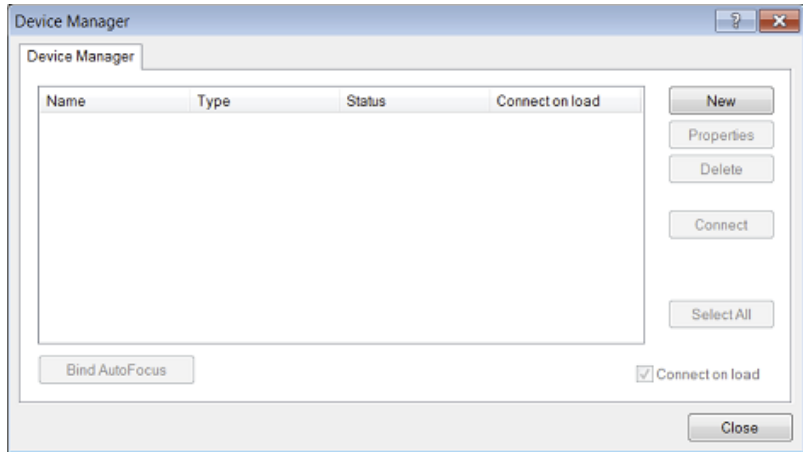 Device Manager
Device Manager
Name Type Status Connect on load
New
Properties
Delete
Connect
Select All
Bind AutoFocus
Connect on load
Close